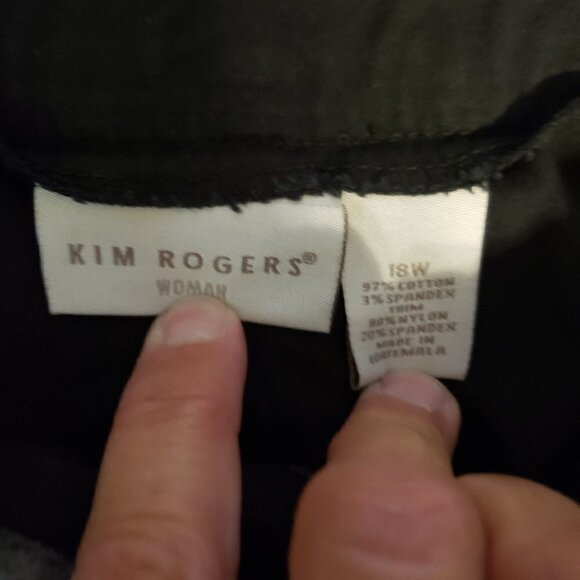 KIM ROGERS®
WOMAN
18W
97% COTTON
3% SPANDEX
TRIM
80% NYLON
20% SPANDEX
MADE IN
GUATEMALA